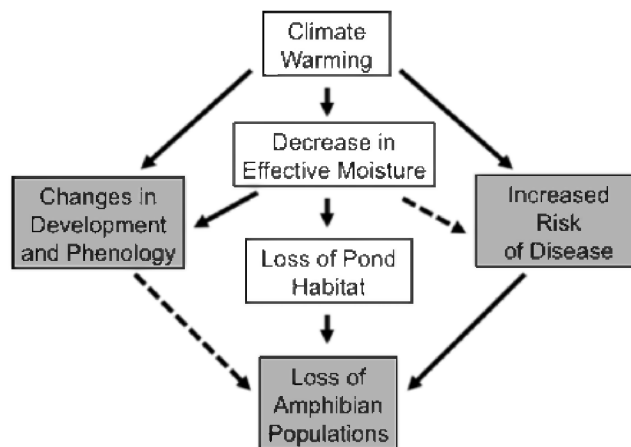 Climate
Warming
Decrease in
Effective Moisture
Changes in
Development
and Phenology
Increased
Risk
of Disease
Loss of Pond
Habitat
Loss of
Amphibian
Populations